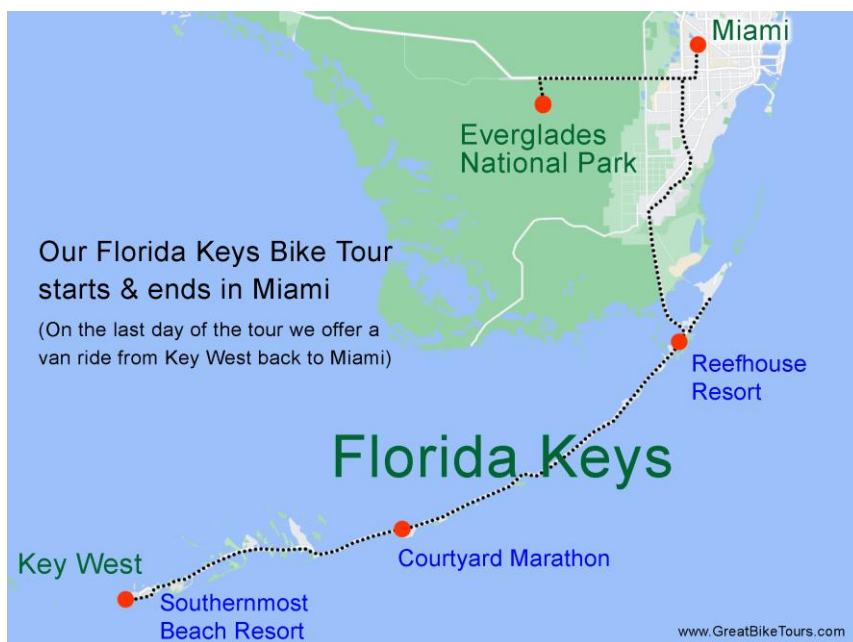 Miami
Everglades
National Park
Our Florida Keys Bike Tour
starts & ends in Miami
(On the last day of the tour we offer a
van ride from Key West back to Miami)
Reefhouse
Resort
Florida Keys
Courtyard Marathon
Key West
Southernmost
Beach Resort
www.GreatBikeTours.com